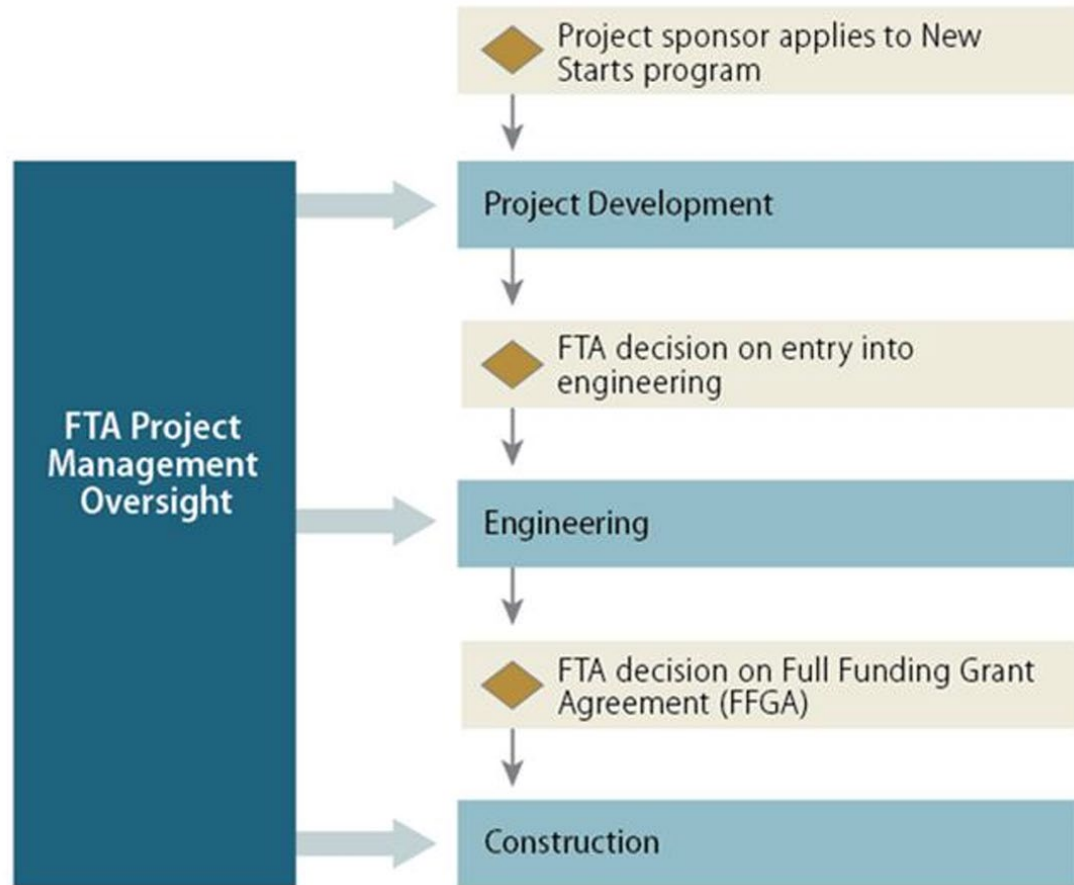 Project sponsor applies to New
Starts program
Project Development
FTA decision on entry into
engineering
FTA Project
Management
Oversight
Engineering
FTA decision on Full Funding Grant
Agreement (FFGA)
Construction